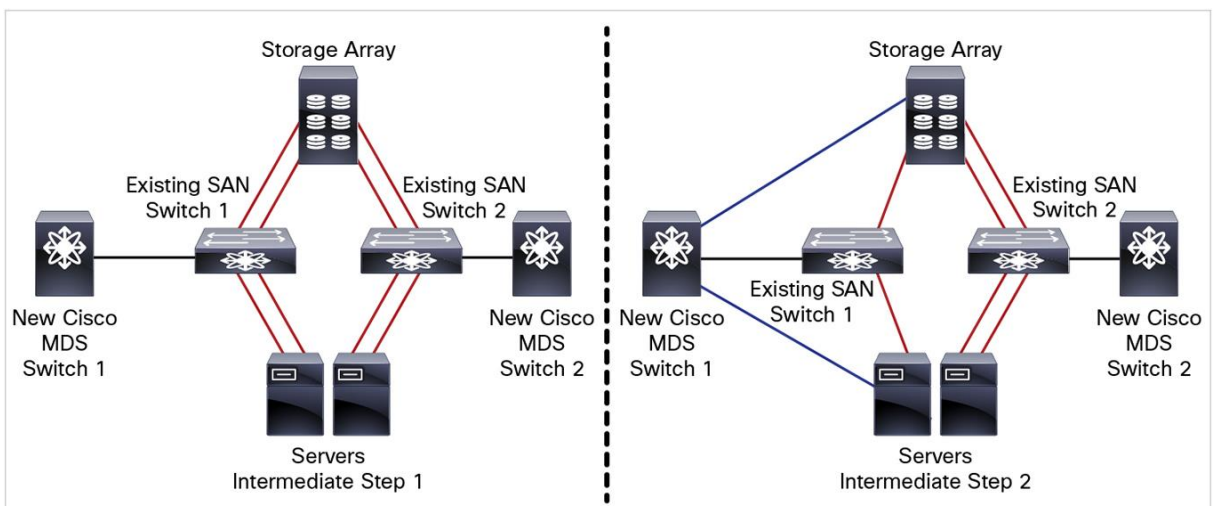 Storage Array
Existing SAN
Switch 1
Existing SAN
Switch 2
New Cisco
MDS
Switch 1
New Cisco
MDS
Switch 2
Servers
Intermediate Step 1
Storage Array
Existing SAN
Switch 2
Existing SAN
Switch 1
New Cisco
MDS
Switch 1
New Cisco
MDS
Switch 2
Servers
Intermediate Step 2